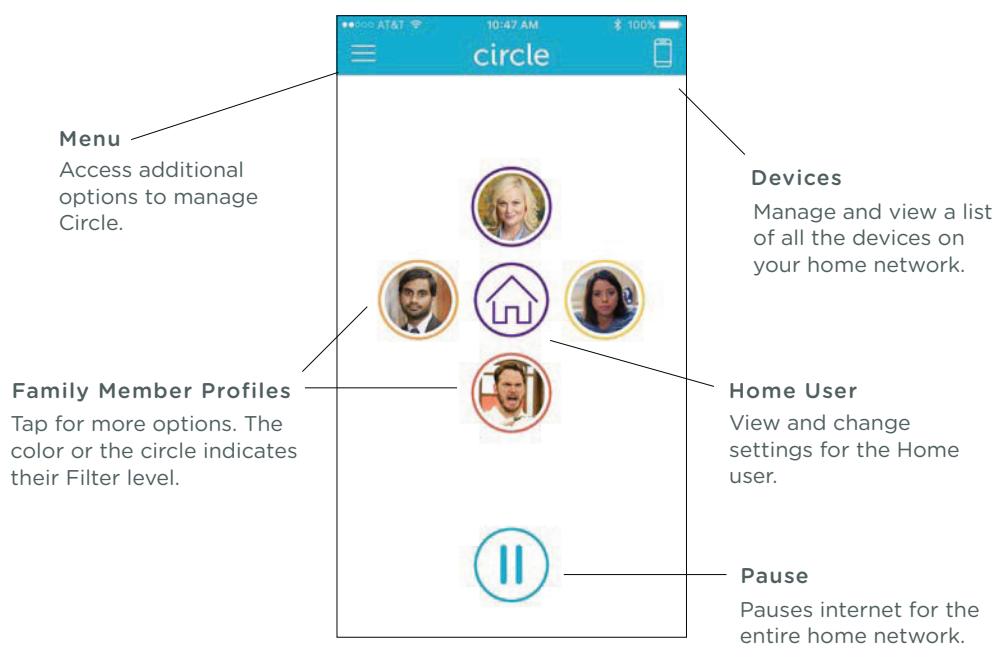 AT&T
10:47 AM
100%
circle
Menu
Access additional
options to manage
Circle.
Devices
Manage and view a list
of all the devices on
your home network.
Family Member Profiles
Tap for more options. The
color or the circle indicates
their Filter level.
Home User
View and change
settings for the Home
user.
Pause
Pauses internet for the
entire home network.